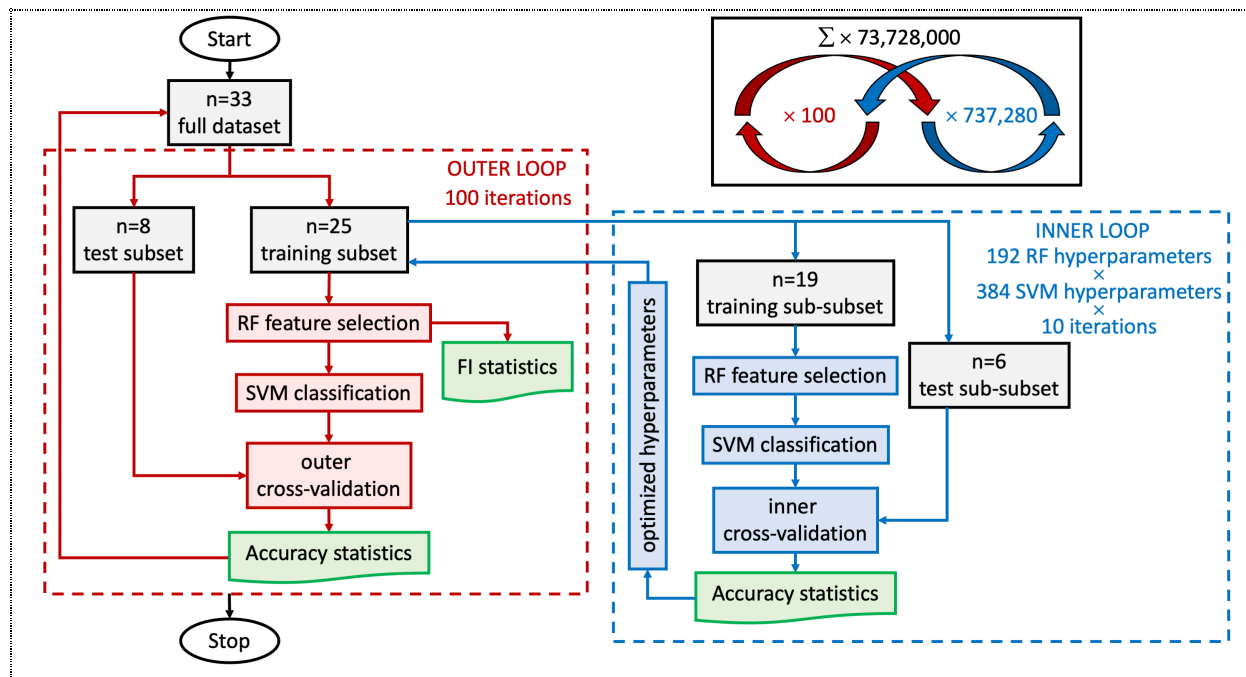 Start
n=33
full dataset
∑ × 73,728,000
× 100
× 737,280
OUTER LOOP
100 iterations
n=8
test subset
n=25
training subset
RF feature selection
FI statistics
SVM classification
outer
cross-validation
Accuracy statistics
Stop
INNER LOOP
192 RF hyperparameters
×
384 SVM hyperparameters
×
10 iterations
n=19
training sub-subset
n=6
test sub-subset
RF feature selection
SVM classification
inner
cross-validation
Accuracy statistics
optimized hyperparameters